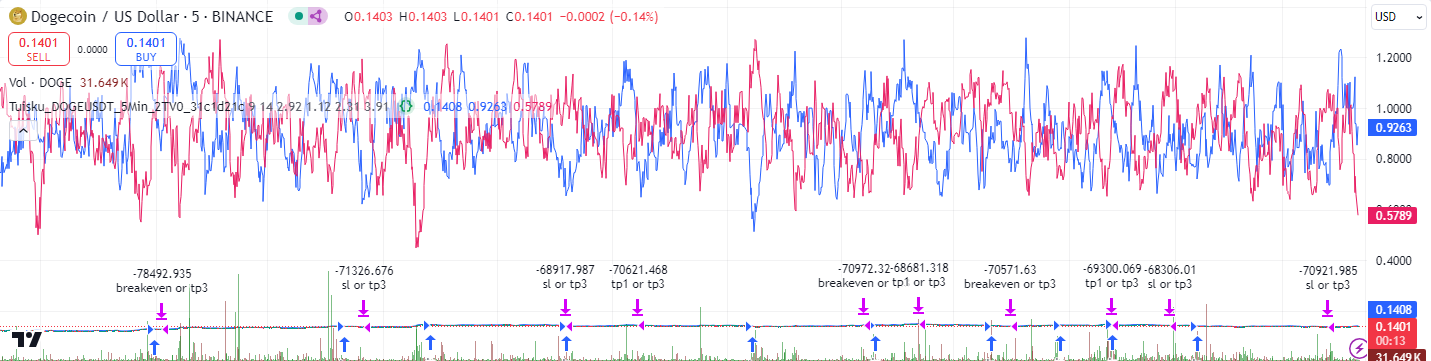 Dogecoin / US Dollar · 5 · BINANCE O0.1403 H0.1403 L0.1401 C0.1401 −0.0002 (−0.14%)
USD
0.1401
SELL
0.0000
0.1401
BUY
Vol · DOGE 31.649K
Tuisku_DOGEUSDT_5Min_2TV0_31c1d21c 9 14 2.92 1.12 2.31 3.91 0.1408 0.9263 0.5789
1.2000
1.0000
0.9263
0.8000
0.5789
0.4000
-78492.935
breakeven or tp3
-71326.676
sl or tp3
-68917.987
sl or tp3
-70621.468
tp1 or tp3
-70972.32
breakeven or tp3
-68681.318
tp1 or tp3
-70571.63
breakeven or tp3
-69300.069
tp1 or tp3
-68306.01
sl or tp3
-70921.985
sl or tp3
0.1408
0.1401
00:13
31.649K